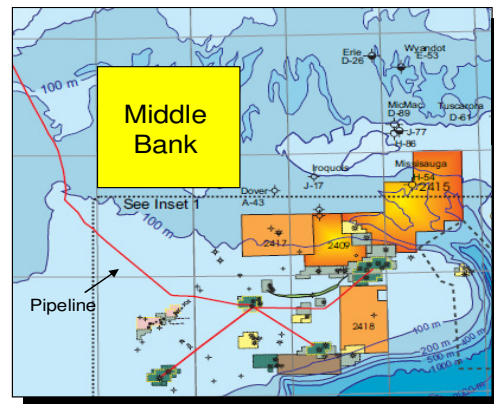 Erie
D-26
Wyandot
E-53
100 m
Middle
Bank
MicMac
D-89
Tuscarora
D-61
J-77
H-86
Iroquois
J-17
Missisauga
H-54
2415
Dover
A-43
See Inset 1
100 m
2417
2409
Pipeline
2418
100 m
200 m
400 m
500 m
1000 m